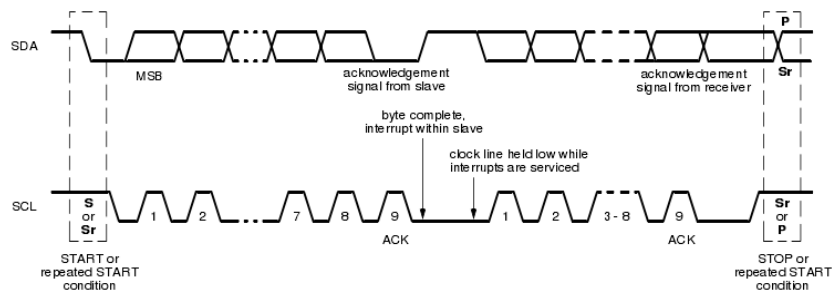 P
SDA
MSB
acknowledgement
signal from slave
acknowledgement
signal from receiver
Sr
byte complete,
interrupt within slave
clock line held low while
interrupts are serviced
SCL
S
or
Sr
1 2 7 8 9 1 2 3 - 8 9
Sr
or
P
ACK ACK
START or
repeated START
condition
STOP or
repeated START
condition